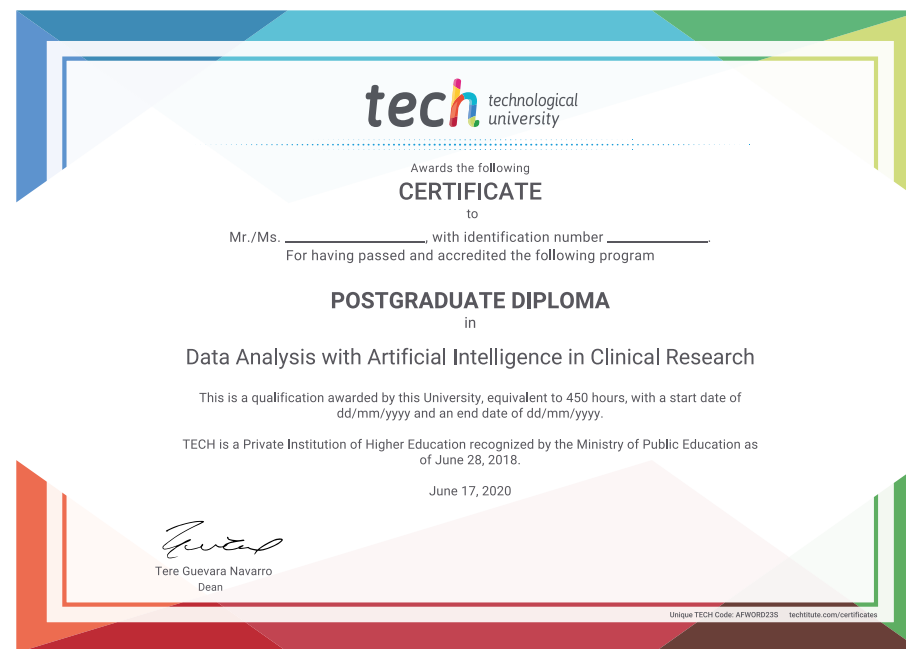 tech technological
university
Awards the following
CERTIFICATE
to
Mr./Ms. ____________________, with identification number ______________.
For having passed and accredited the following program
POSTGRADUATE DIPLOMA
in
Data Analysis with Artificial Intelligence in Clinical Research
This is a qualification awarded by this University, equivalent to 450 hours, with a start date of
dd/mm/yyyy and an end date of dd/mm/yyyy.
TECH is a Private Institution of Higher Education recognized by the Ministry of Public Education as
of June 28, 2018.
June 17, 2020
Tere Guevara Navarro
Dean
Unique TECH Code: AFWORD23S techtitute.com/certificates